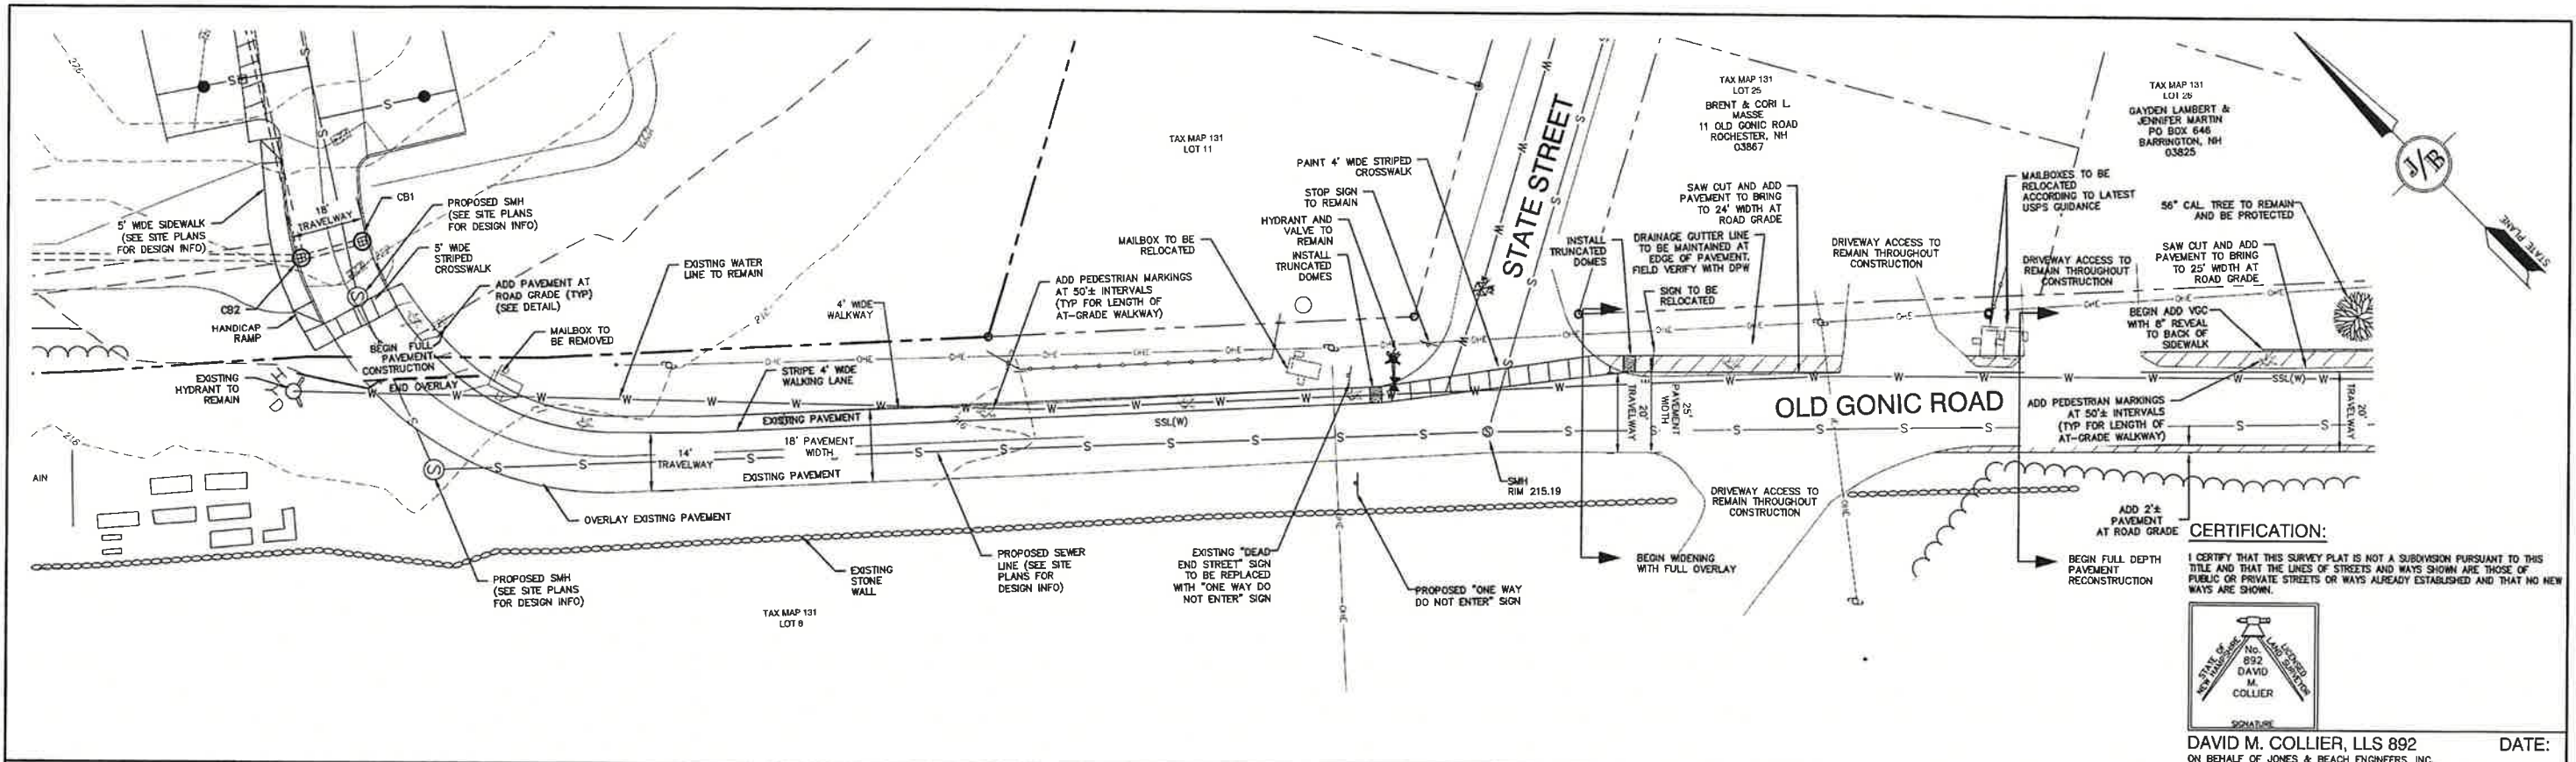 226
5' WIDE SIDEWALK
(SEE SITE PLANS
FOR DESIGN INFO)
18'
TRAVELWAY
CB1
PROPOSED SMH
(SEE SITE PLANS
FOR DESIGN INFO)
5' WIDE
STRIPED
CROSSWALK
ADD PAVEMENT AT
ROAD GRADE (TYP)
(SEE DETAIL)
CB2
HANDICAP
RAMP
MAILBOX TO
BE REMOVED
BEGIN FULL
PAVEMENT
CONSTRUCTION
END OVERLAY
EXISTING
HYDRANT TO
REMAIN
HYD
216
AIN
EXISTING WATER
LINE TO REMAIN
STRIPE 4' WIDE
WALKING LANE
4' WIDE
WALKWAY
212
EXISTING PAVEMENT
14'
TRAVELWAY
18' PAVEMENT
WIDTH
EXISTING PAVEMENT
OVERLAY EXISTING PAVEMENT
PROPOSED SMH
(SEE SITE PLANS
FOR DESIGN INFO)
TAX MAP 131
LOT 8
EXISTING
STONE
WALL
PROPOSED SEWER
LINE (SEE SITE
PLANS FOR
DESIGN INFO)
TAX MAP 131
LOT 11
ADD PEDESTRIAN MARKINGS
AT 50'± INTERVALS
(TYP FOR LENGTH OF
AT-GRADE WALKWAY)
MAILBOX TO BE
RELOCATED
PAINT 4' WIDE STRIPED
CROSSWALK
STOP SIGN
TO REMAIN
HYDRANT AND
VALVE TO
REMAIN
INSTALL
TRUNCATED
DOMES
SSL(W)
STATE STREET
EXISTING "DEAD
END STREET" SIGN
TO BE REPLACED
WITH "ONE WAY DO
NOT ENTER" SIGN
PROPOSED "ONE WAY
DO NOT ENTER" SIGN
SMH
RIM 215.19
BEGIN WIDENING
WITH FULL OVERLAY
TAX MAP 131
LOT 25
BRENT & CORI L.
MASSE
11 OLD GONIC ROAD
ROCHESTER, NH
03867
SAW CUT AND ADD
PAVEMENT TO BRING
TO 24' WIDTH AT
ROAD GRADE
INSTALL
TRUNCATED
DOMES
DRAINAGE GUTTER LINE
TO BE MAINTAINED AT
EDGE OF PAVEMENT.
FIELD VERIFY WITH DPW
SIGN TO BE
RELOCATED
DRIVEWAY ACCESS TO
REMAIN THROUGHOUT
CONSTRUCTION
20'
TRAVELWAY
25'
PAVEMENT
WIDTH
OLD GONIC ROAD
DRIVEWAY ACCESS TO
REMAIN THROUGHOUT
CONSTRUCTION
TAX MAP 131
LOT 26
GAYDEN LAMBERT &
JENNIFER MARTIN
PO BOX 646
BARRINGTON, NH
03825
MAILBOXES TO BE
RELOCATED
ACCORDING TO LATEST
USPS GUIDANCE
DRIVEWAY ACCESS TO
REMAIN THROUGHOUT
CONSTRUCTION
56" CAL. TREE TO REMAIN
AND BE PROTECTED
SAW CUT AND ADD
PAVEMENT TO BRING
TO 25' WIDTH AT
ROAD GRADE
BEGIN ADD VGC
WITH 8" REVEAL
TO BACK OF
SIDEWALK
SSL(W)
20'
TRAVELWAY
ADD PEDESTRIAN MARKINGS
AT 50'± INTERVALS
(TYP FOR LENGTH OF
AT-GRADE WALKWAY)
ADD 2'±
PAVEMENT
AT ROAD GRADE
BEGIN FULL DEPTH
PAVEMENT
RECONSTRUCTION
J/B
STATE PLANE
CERTIFICATION:
I CERTIFY THAT THIS SURVEY PLAT IS NOT A SUBDIVISION PURSUANT TO THIS
TITLE AND THAT THE LINES OF STREETS AND WAYS SHOWN ARE THOSE OF
PUBLIC OR PRIVATE STREETS OR WAYS ALREADY ESTABLISHED AND THAT NO NEW
WAYS ARE SHOWN.
STATE OF
NEW HAMPSHIRE
LICENSED
LAND SURVEYOR
No.
892
DAVID
M.
COLLIER
SIGNATURE
DAVID M. COLLIER, LLS 892 DATE:
ON BEHALF OF JONES & BEACH ENGINEERS, INC.